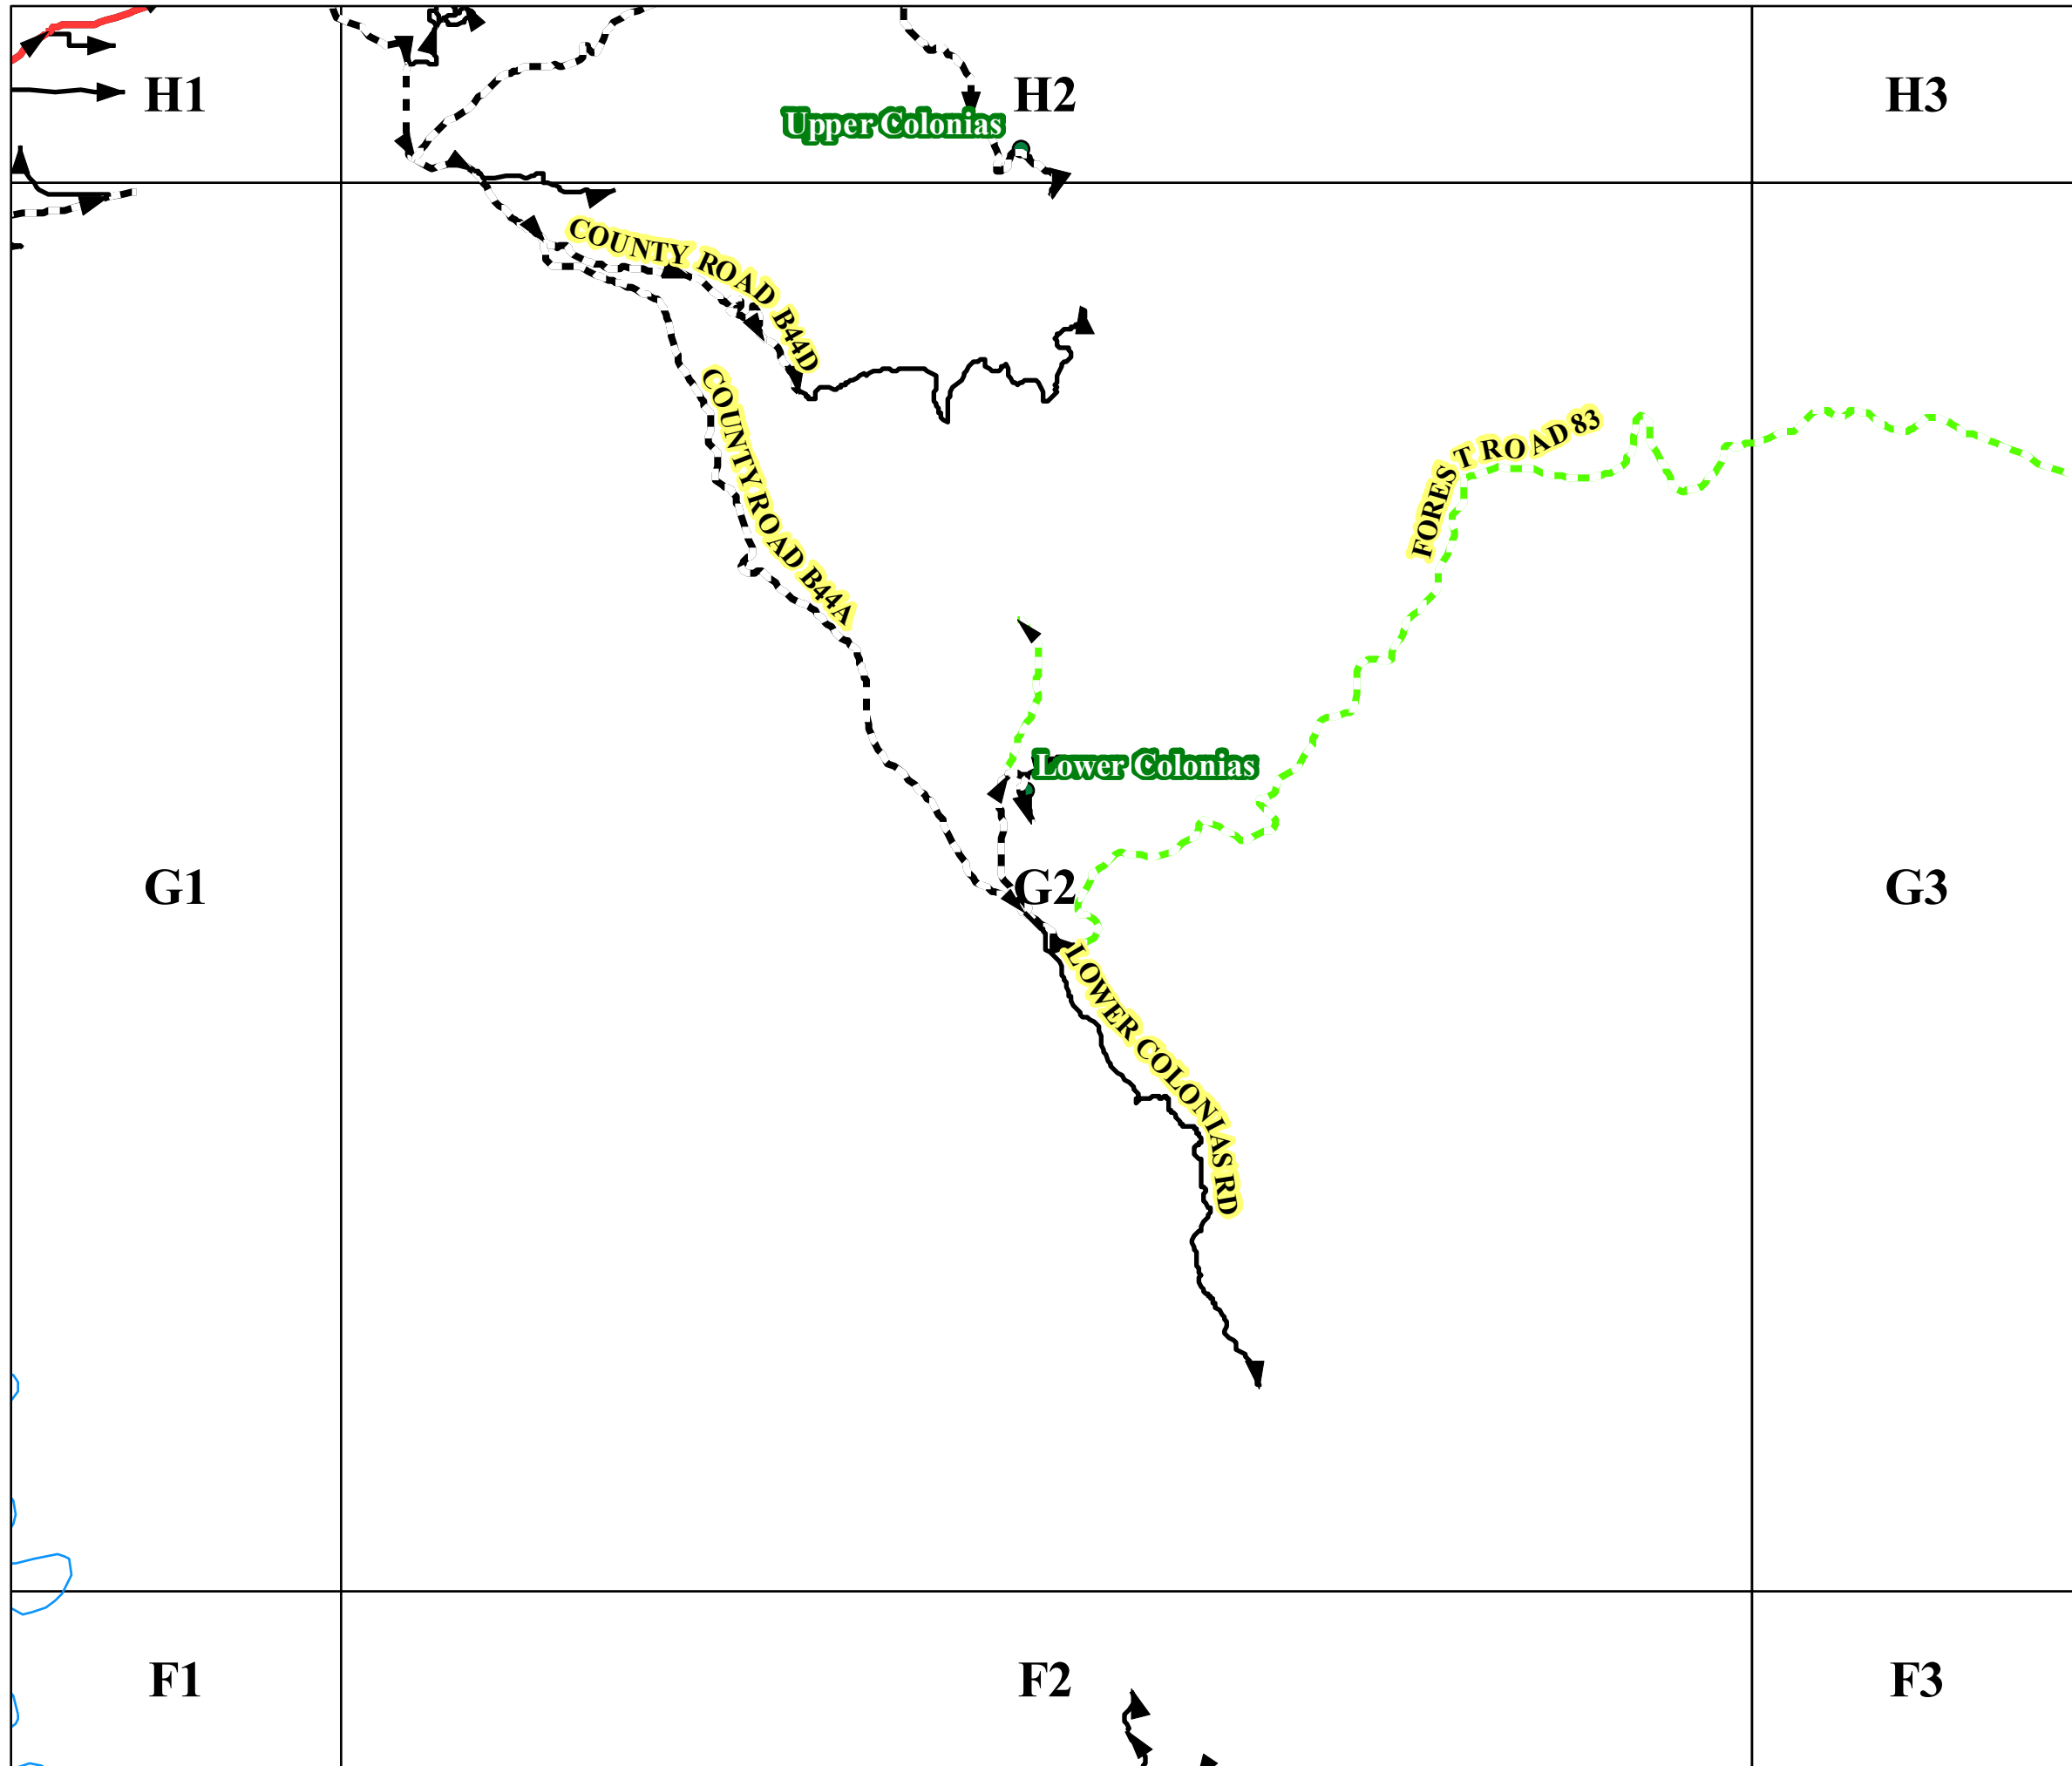 H1
H2
H3
Upper Colonias
COUNTY ROAD B44D
COUNTY ROAD B44A
FOREST ROAD 83
Lower Colonias
G1
G2
G3
LOWER COLONIAS RD
F1
F2
F3